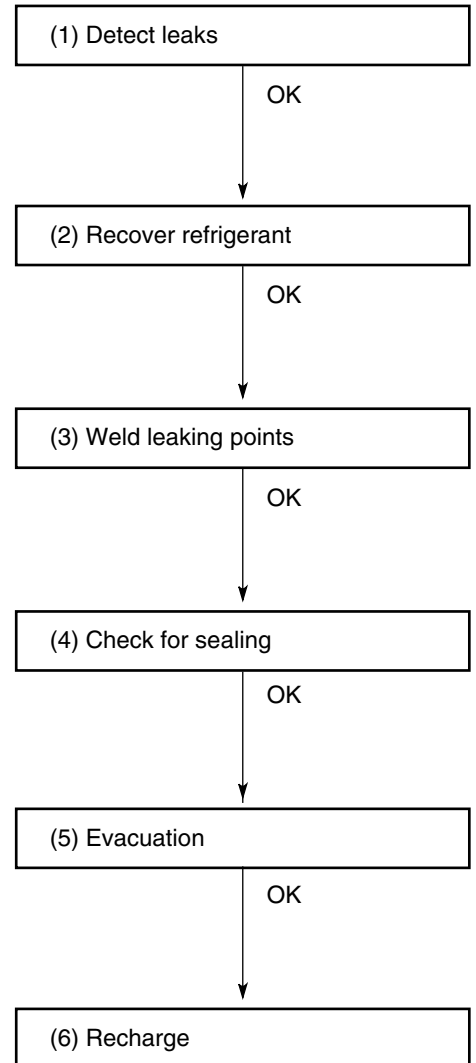 (1) Detect leaks
OK
(2) Recover refrigerant
OK
(3) Weld leaking points
OK
(4) Check for sealing
OK
(5) Evacuation
OK
(6) Recharge